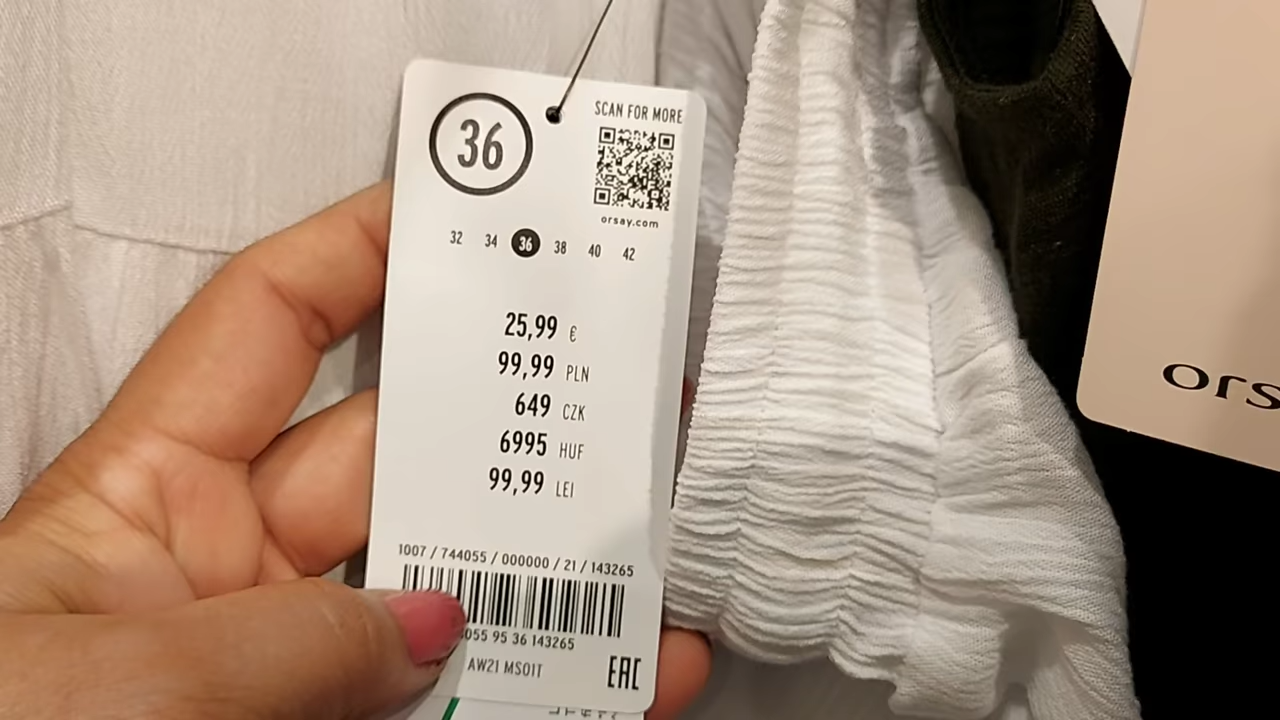 36
SCAN FOR MORE
orsay.com
32 34 36 38 40 42
25,99 €
99,99 PLN
649 CZK
6995 HUF
99,99 LEI
1007 / 744055 / 000000 / 21 / 143265
055 95 36 143265
AW21 MS01T
EAC
ors